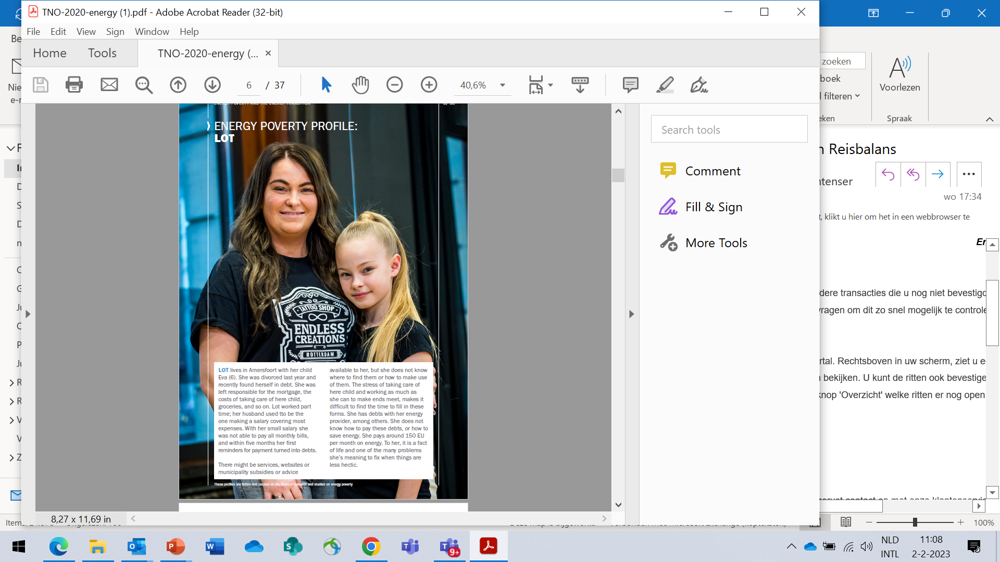 TNO-2020-energy (1).pdf - Adobe Acrobat Reader (32-bit)
File Edit View Sign Window Help
Home Tools TNO-2020-energy (...
6 / 37 40,6%
ENERGY POVERTY PROFILE:
LOT
TATTOO SHOP
ENDLESS
CREATIONS
ROTTERDAM
LOT lives in Amersfoort with her child
Eva (6). She was divorced last year and
recently found herself in debt. She was
left responsible for the mortgage, the
costs of taking care of here child,
groceries, and so on. Lot worked part
time; her husband used tto be the
one making a salary covering most
expenses. With her small salary she
was not able to pay all monthly bills,
and within five months her first
reminders for payment turned into debts.
There might be services, websites or
municipality subsidies or advice
available to her, but she does not know
where to find them or how to make use
of them. The stress of taking care of
here child and working as much as
she can to make ends meet, makes it
difficult to find the time to fill in these
forms. She has debts with her energy
provider, among others. She does not
know how to pay these debts, or how to
save energy. She pays around 150 EU
per month on energy. To her, it is a fact
of life and one of the many problems
she's meaning to fix when things are
less hectic.
These profiles are fiction and created on the basis of research and studies on energy poverty
8,27 x 11,69 in
Search tools
Comment
Fill & Sign
More Tools
zoeken
filteren
Voorlezen
Spraak
Reisbalans
wo 17:34
klikt u hier om het in een webbrowser te
dere transacties die u nog niet bevestigd
ragen om dit zo snel mogelijk te controle
rtal. Rechtsboven in uw scherm, ziet u e
bekijken. U kunt de ritten ook bevestige
knop 'Overzicht' welke ritten er nog open
100%
9+
NLD
INTL
11:08
2-2-2023